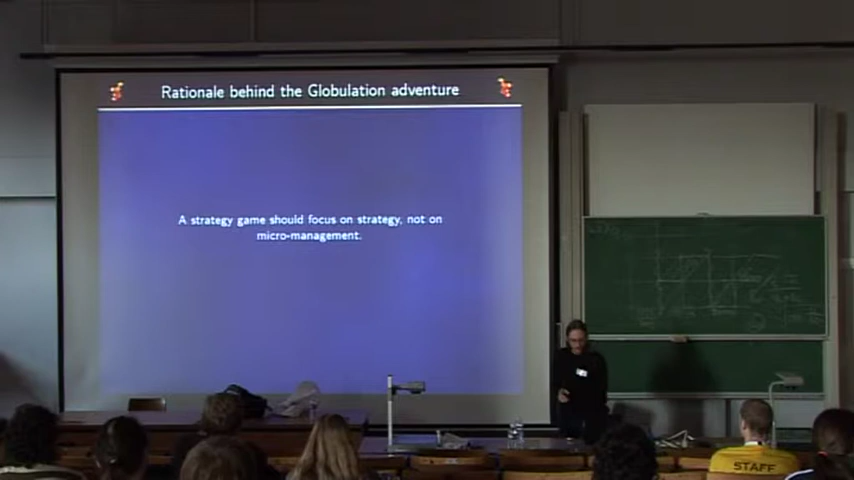 Rationale behind the Globulation adventure
A strategy game should focus on strategy, not on
micro-management.
STAFF